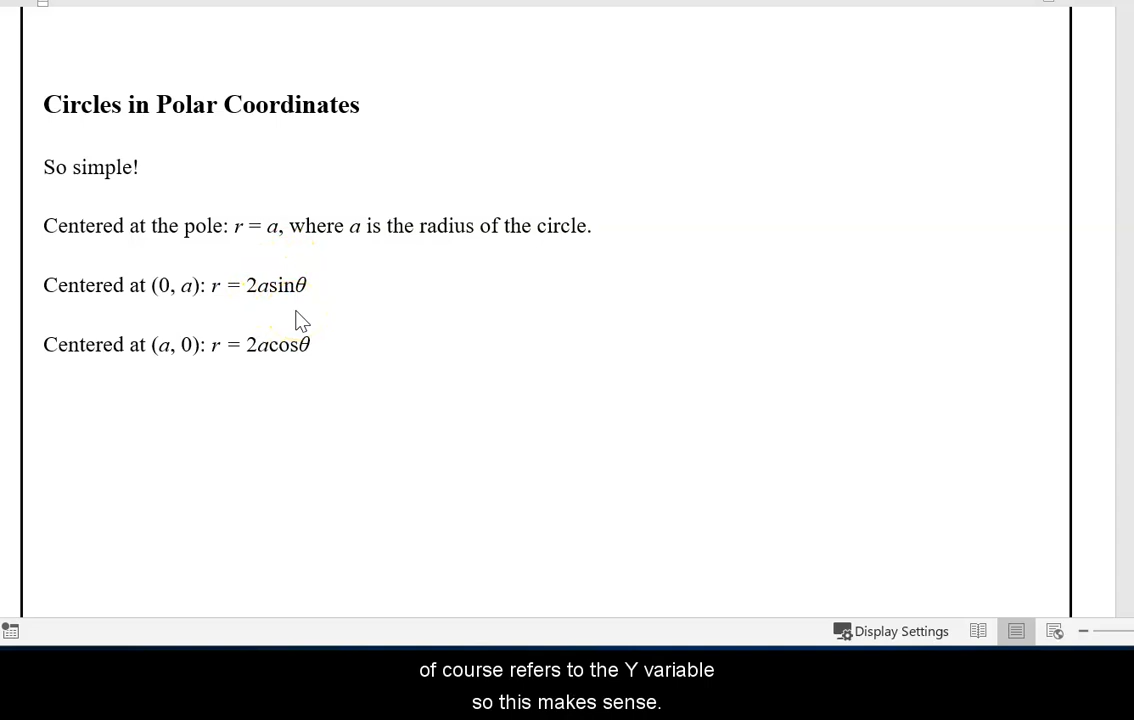 Circles in Polar Coordinates
So simple!
Centered at the pole: r = a, where a is the radius of the circle.
Centered at (0, a): r = 2asinθ
Centered at (a, 0): r = 2acosθ
Display Settings
of course refers to the Y variable
so this makes sense.